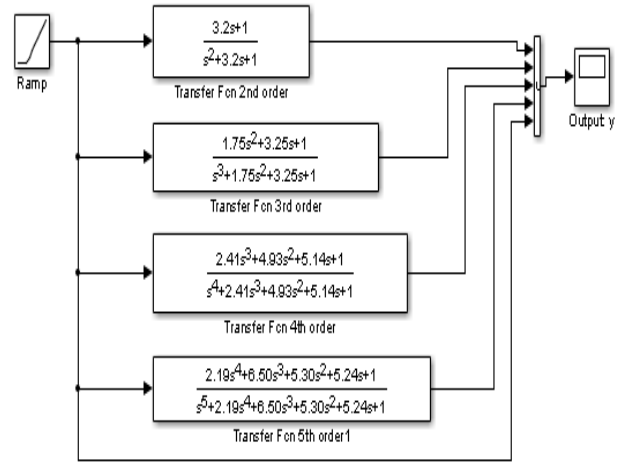 3.2s+1
s²+3.2s+1
Transfer Fcn 2nd order
Ramp
Output y
1.75s²+3.25s+1
s³+1.75s²+3.25s+1
Transfer Fcn 3rd order
2.41s³+4.93s²+5.14s+1
s⁴+2.41s³+4.93s²+5.14s+1
Transfer Fcn 4th order
2.19s⁴+6.50s³+5.30s²+5.24s+1
s⁵+2.19s⁴+6.50s³+5.30s²+5.24s+1
Transfer Fcn 5th order1